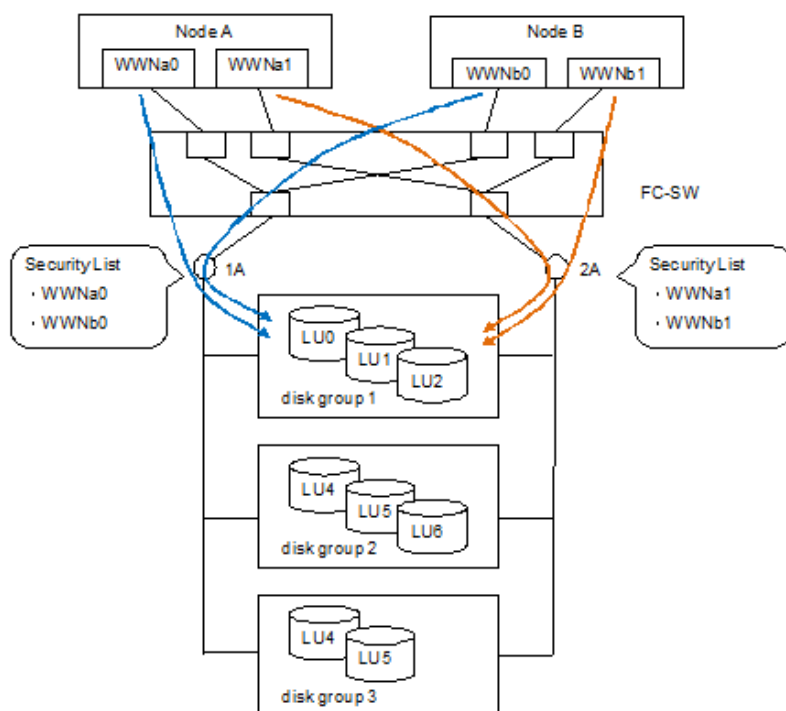 Node A
Node B
WWNa0
WWNa1
WWNb0
WWNb1
FC-SW
Security List
・WWNa0
・WWNb0
1A
2A
Security List
・WWNa1
・WWNb1
LU0
LU1
LU2
disk group 1
LU4
LU5
LU6
disk group 2
LU4
LU5
disk group 3